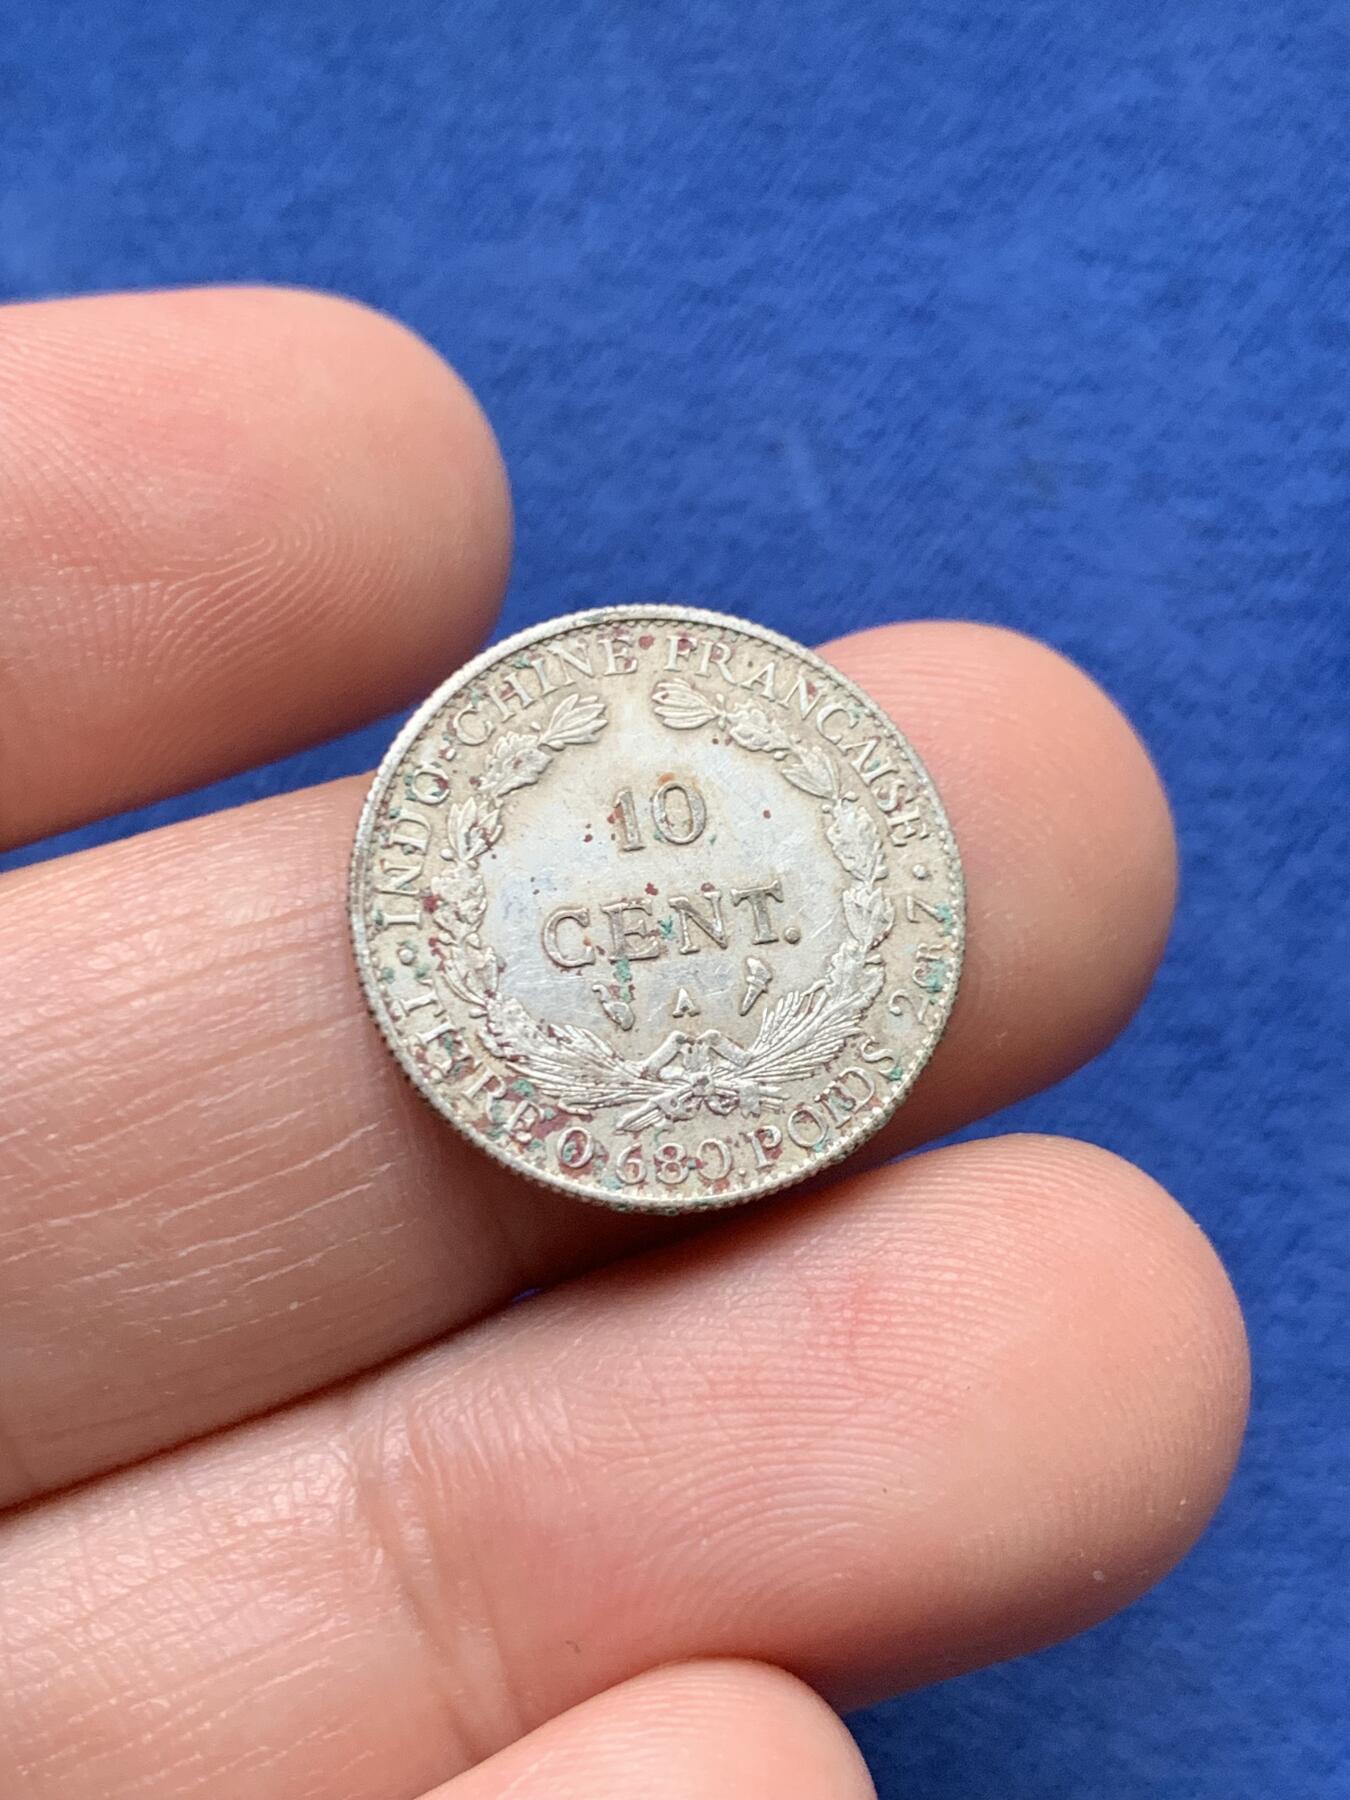 INDO-CHINE FRANÇAISE
10
CENT.
A
TITRE 0,680. POIDS 2GR.7